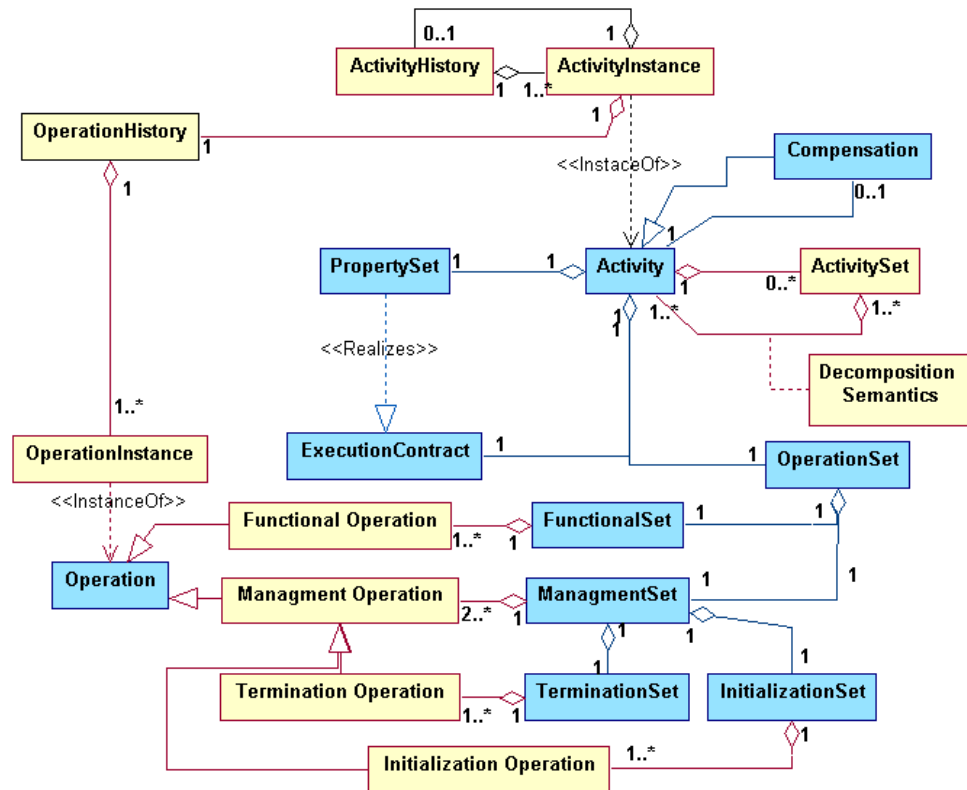 0..1
1
ActivityHistory
ActivityInstance
1
1..*
1
OperationHistory
1
1
<<InstaceOf>>
Compensation
0..1
1
PropertySet
1
1
Activity
1
0..*
ActivitySet
1
1
1..*
1..*
<<Realizes>>
Decomposition
Semantics
1..*
OperationInstance
ExecutionContract
1
1
OperationSet
<<InstanceOf>>
Functional Operation
1..*
1
FunctionalSet
1
1
Operation
Managment Operation
2..*
1
ManagmentSet
1
1
1
1
1
1
Termination Operation
1..*
1
TerminationSet
InitializationSet
1
Initialization Operation
1..*